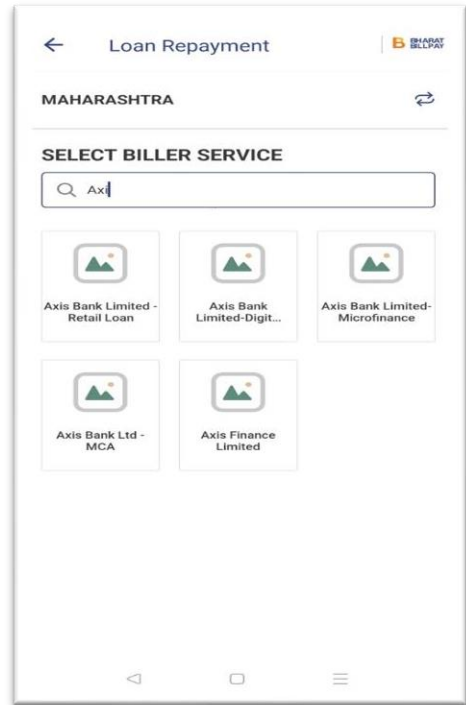 Loan Repayment
BHARAT
BILLPAY
MAHARASHTRA
SELECT BILLER SERVICE
Axi
Axis Bank Limited -
Retail Loan
Axis Bank
Limited-Digit...
Axis Bank Limited-
Microfinance
Axis Bank Ltd -
MCA
Axis Finance
Limited